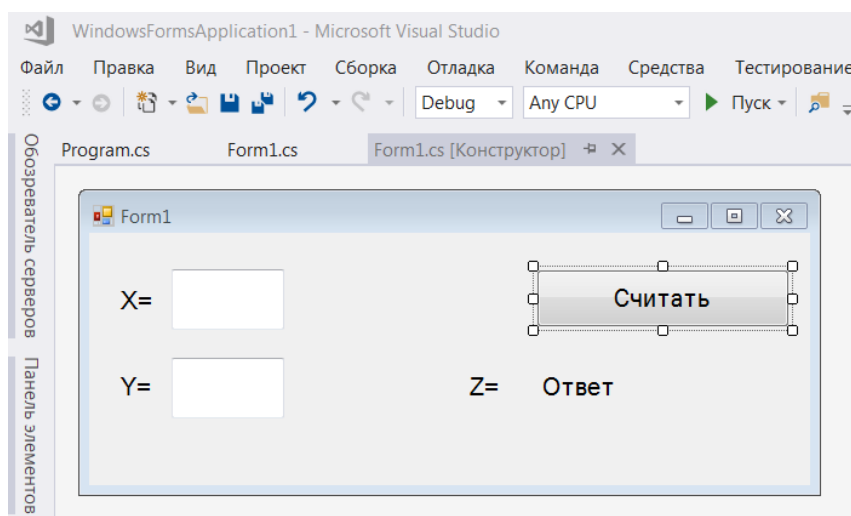 WindowsFormsApplication1 - Microsoft Visual Studio
Файл Правка Вид Проект Сборка Отладка Команда Средства Тестирование
Debug Any CPU Пуск
Обозреватель серверов
Панель элементов
Program.cs Form1.cs Form1.cs [Конструктор]
Form1
X= Считать
Y= Z= Ответ